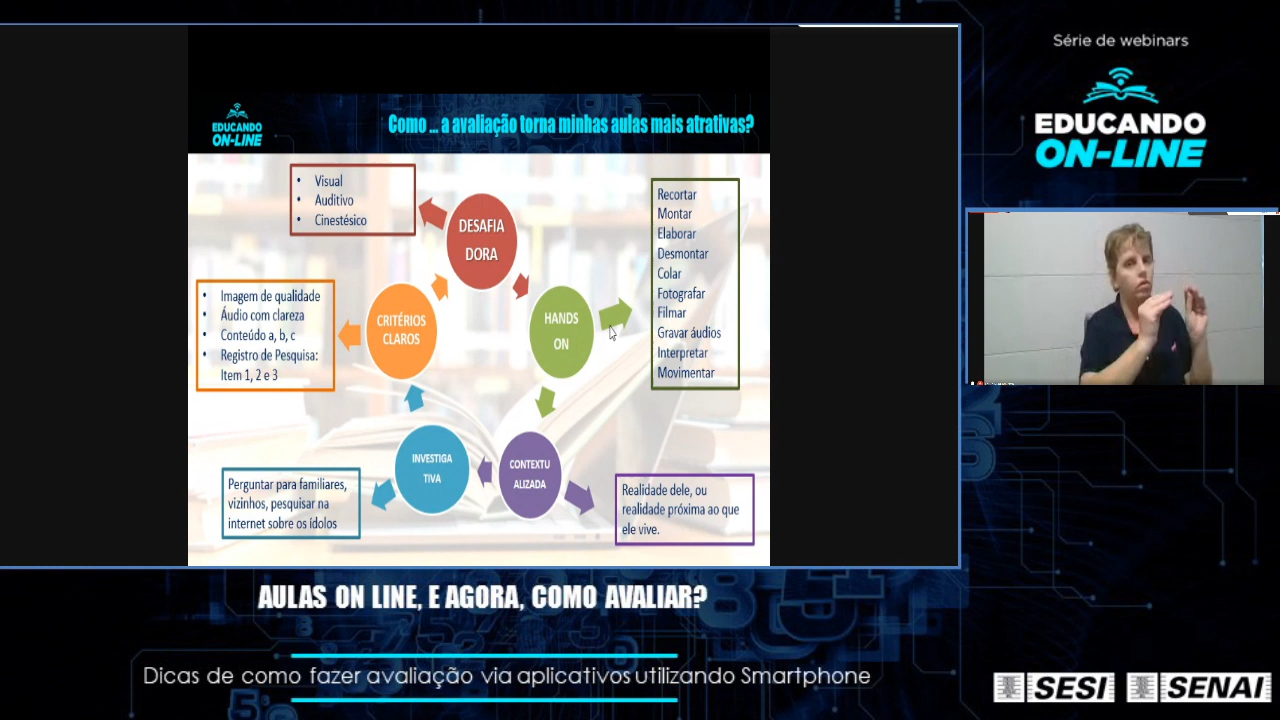 Série de webinars
EDUCANDO
ON-LINE
EDUCANDO
ON-LINE
Como ... a avaliação torna minhas aulas mais atrativas?
• Visual
• Auditivo
• Cinestésico
DESAFIA
DORA
Recortar
Montar
Elaborar
Desmontar
Colar
Fotografar
Filmar
Gravar áudios
Interpretar
Movimentar
HANDS
ON
CRITÉRIOS
CLAROS
• Imagem de qualidade
• Áudio com clareza
• Conteúdo a, b, c
• Registro de Pesquisa:
Item 1, 2 e 3
INVESTIGA
TIVA
CONTEXTU
ALIZADA
Perguntar para familiares,
vizinhos, pesquisar na
internet sobre os ídolos
Realidade dele, ou
realidade próxima ao que
ele vive.
AULAS ON LINE, E AGORA, COMO AVALIAR?
Dicas de como fazer avaliação via aplicativos utilizando Smartphone
SESI SENAI